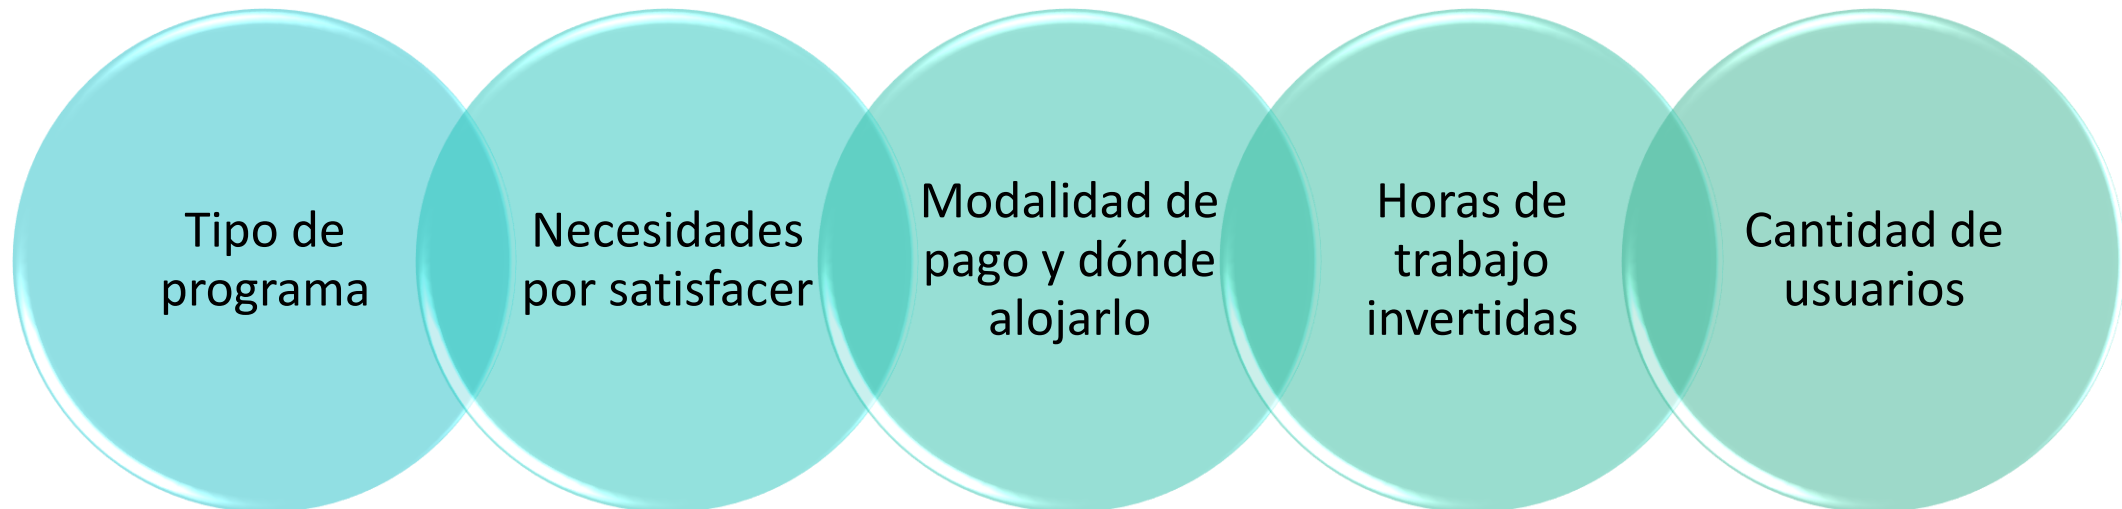 Tipo de
programa
Necesidades
por satisfacer
Modalidad de
pago y dónde
alojarlo
Horas de
trabajo
invertidas
Cantidad de
usuarios